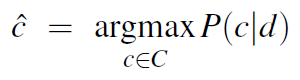 ĉ = argmax P(c|d)
c∈C